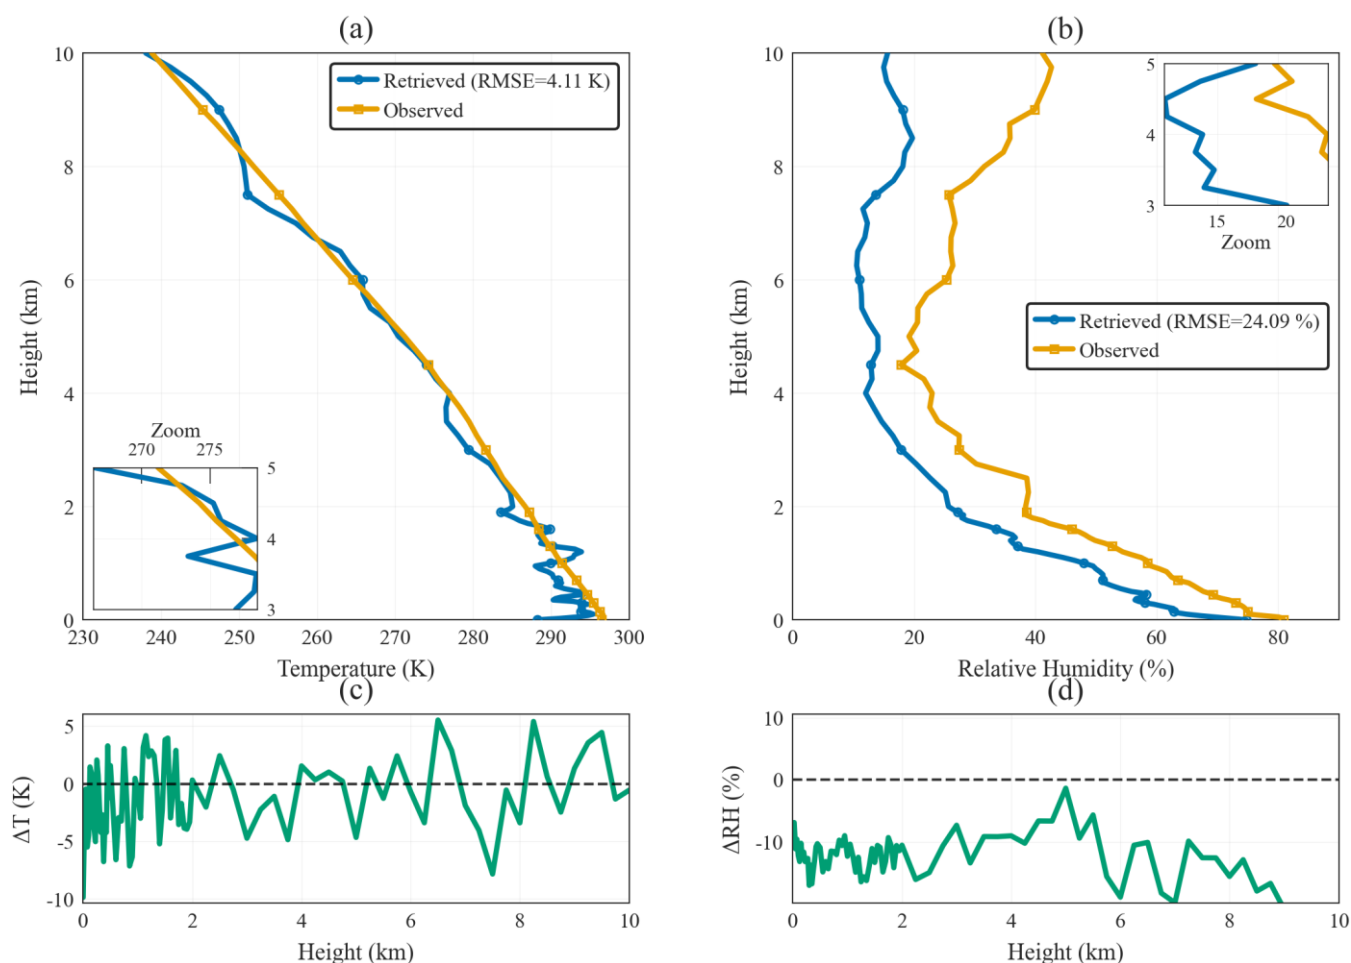 (a)
(b)
10
8
6
4
2
0
Height (km)
Retrieved (RMSE=4.11 K)
Observed
Zoom
270 275
5
4
3
230 240 250 260 270 280 290 300
Temperature (K)
10
8
6
4
2
0
Height (km)
5
4
3
15 20
Zoom
Retrieved (RMSE=24.09 %)
Observed
0 20 40 60 80
Relative Humidity (%)
(c)
(d)
5
0
-5
-10
ΔT (K)
0 2 4 6 8 10
Height (km)
10
0
-10
ΔRH (%)
0 2 4 6 8 10
Height (km)